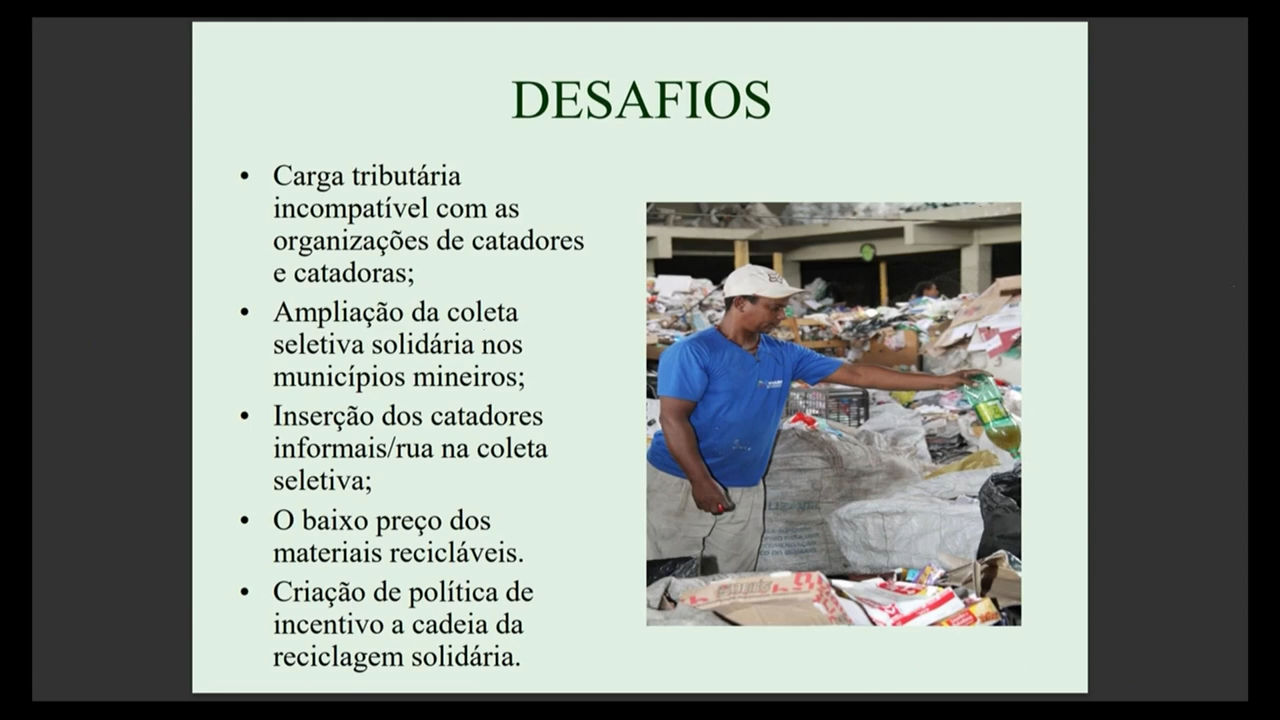 DESAFIOS
• Carga tributária
incompatível com as
organizações de catadores
e catadoras;
• Ampliação da coleta
seletiva solidária nos
municípios mineiros;
• Inserção dos catadores
informais/rua na coleta
seletiva;
• O baixo preço dos
materiais recicláveis.
• Criação de política de
incentivo a cadeia da
reciclagem solidária.